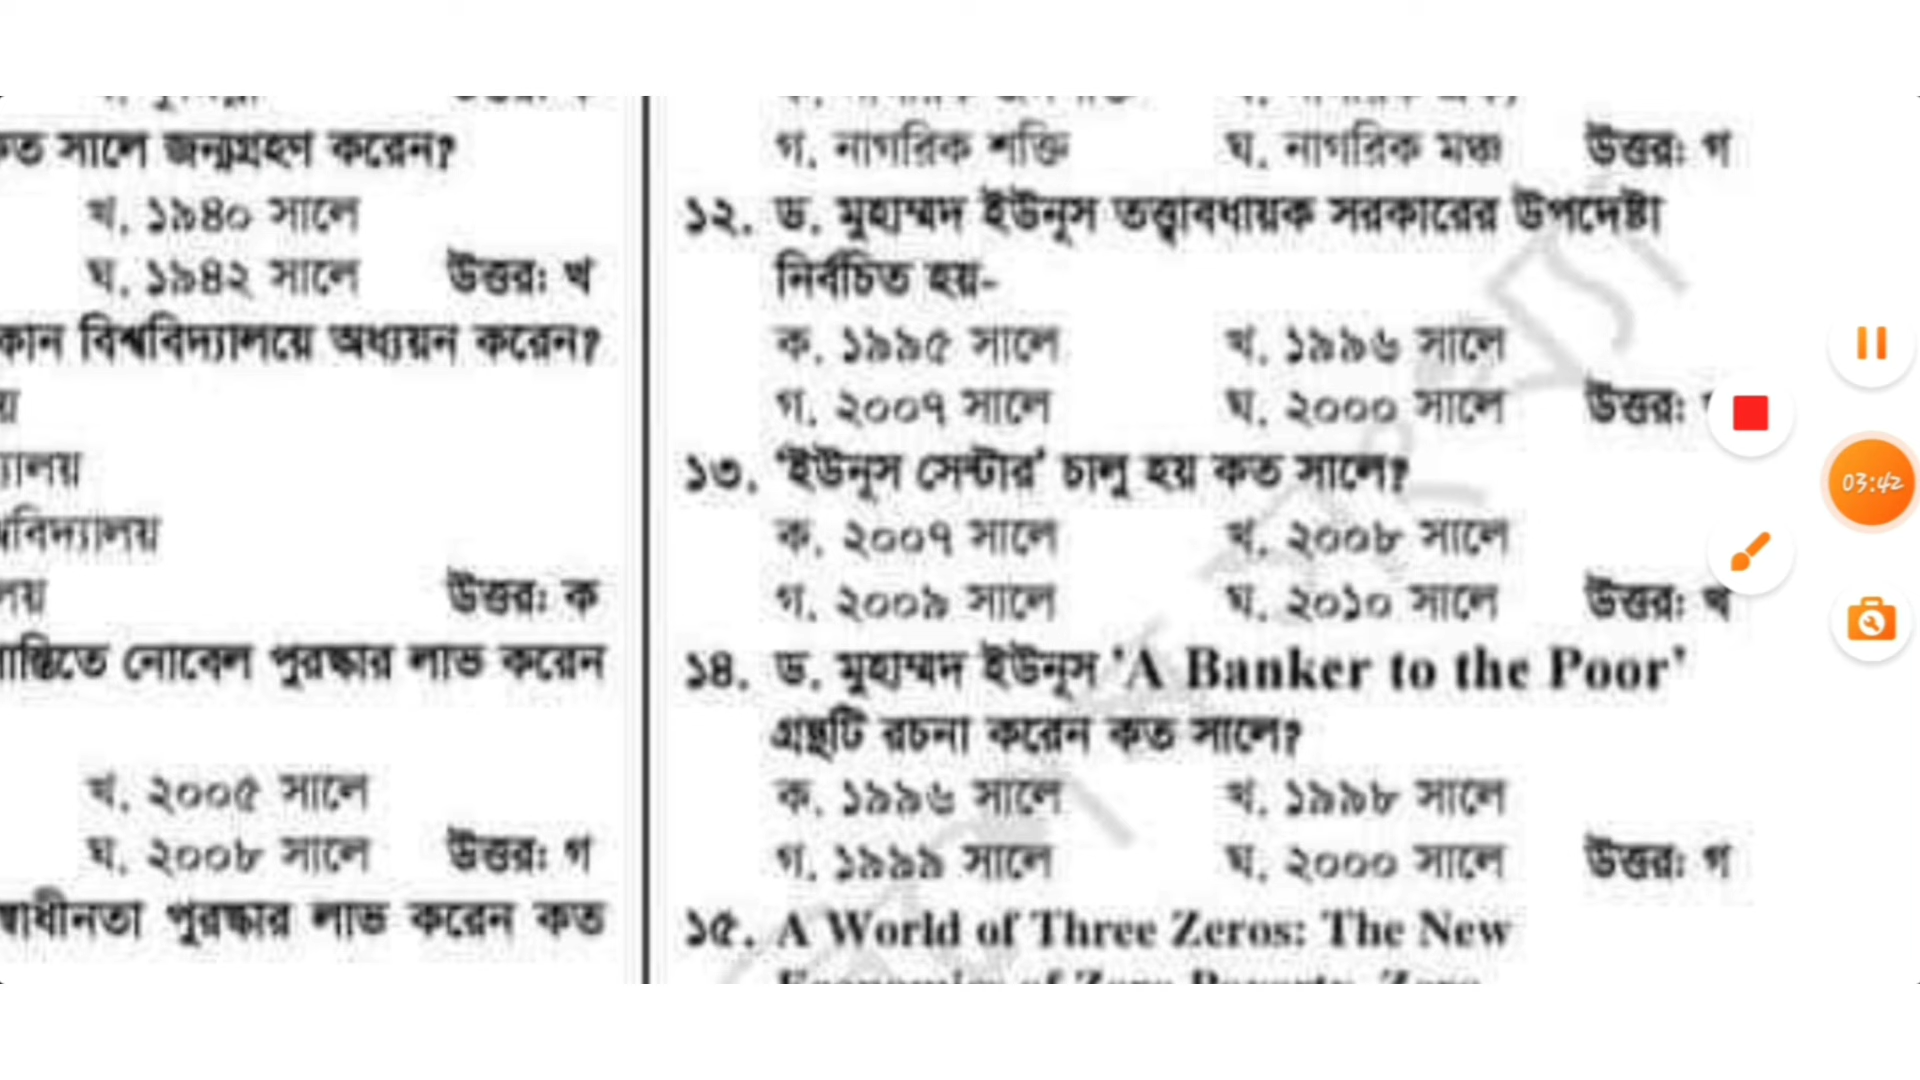 কত সালে জন্মগ্রহণ করেন?
খ. ১৯৪০ সালে
ঘ. ১৯৪২ সালে উত্তর: খ
বিশ্ববিদ্যালয়ে অধ্যয়ন করেন?
উত্তর: ক
নোবেল পুরস্কার লাভ করেন
খ. ২০০৫ সালে
ঘ. ২০০৮ সালে উত্তর: গ
স্বাধীনতা পুরস্কার লাভ করেন কত
গ. নাগরিক শক্তি ঘ. নাগরিক মঞ্চ উত্তর: গ
১২. ড. মুহাম্মদ ইউনূস তত্ত্বাবধায়ক সরকারের উপদেষ্টা
নির্বচিত হয়-
ক. ১৯৯৫ সালে খ. ১৯৯৬ সালে
গ. ২০০৭ সালে ঘ. ২০০০ সালে উত্তর:
১৩. ‘ইউনূস সেন্টার’ চালু হয় কত সালে?
ক. ২০০৭ সালে খ. ২০০৮ সালে
গ. ২০০৯ সালে ঘ. ২০১০ সালে উত্তর: খ
১৪. ড. মুহাম্মদ ইউনূস ‘A Banker to the Poor’
গ্রন্থটি রচনা করেন কত সালে?
ক. ১৯৯৬ সালে খ. ১৯৯৮ সালে
গ. ১৯৯৯ সালে ঘ. ২০০০ সালে উত্তর: গ
১৫. A World of Three Zeros: The New
03:42